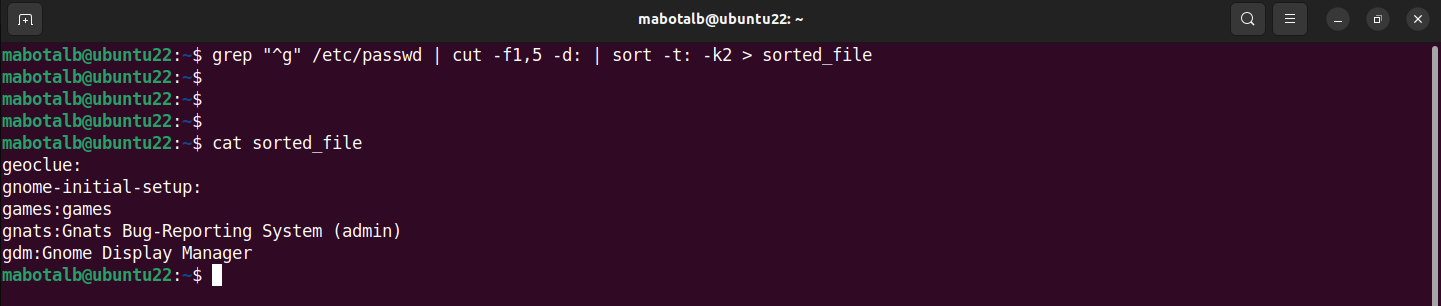 mabotalb@ubuntu22: ~
mabotalb@ubuntu22:~$ grep "^g" /etc/passwd | cut -f1,5 -d: | sort -t: -k2 > sorted_file
mabotalb@ubuntu22:~$
mabotalb@ubuntu22:~$
mabotalb@ubuntu22:~$
mabotalb@ubuntu22:~$ cat sorted_file
geoclue:
gnome-initial-setup:
games:games
gnats:Gnats Bug-Reporting System (admin)
gdm:Gnome Display Manager
mabotalb@ubuntu22:~$